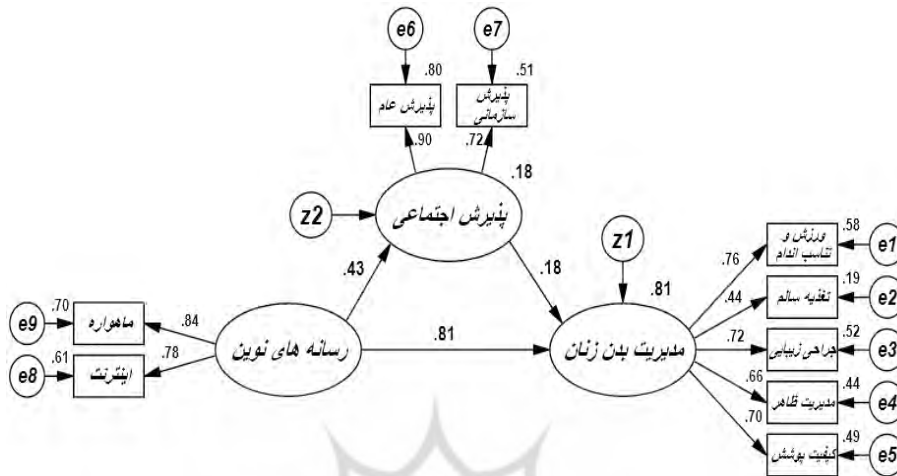 e6
e7
.80
.51
پذیرش عام
پذیرش
سازمانی
.90
.72
.18
پذیرش اجتماعی
z2
z1
.43
.18
.81
.81
رسانه های نوین
مدیریت بدن زنان
e9
.70
ماهواره
.84
e8
.61
اینترنت
.78
.76
ورزش و
تناسب اندام
.58
e1
.44
تغذیه سالم
.19
e2
.72
جراحی زیبایی
.52
e3
.66
مدیریت ظاهر
.44
e4
.70
کیفیت پوشش
.49
e5